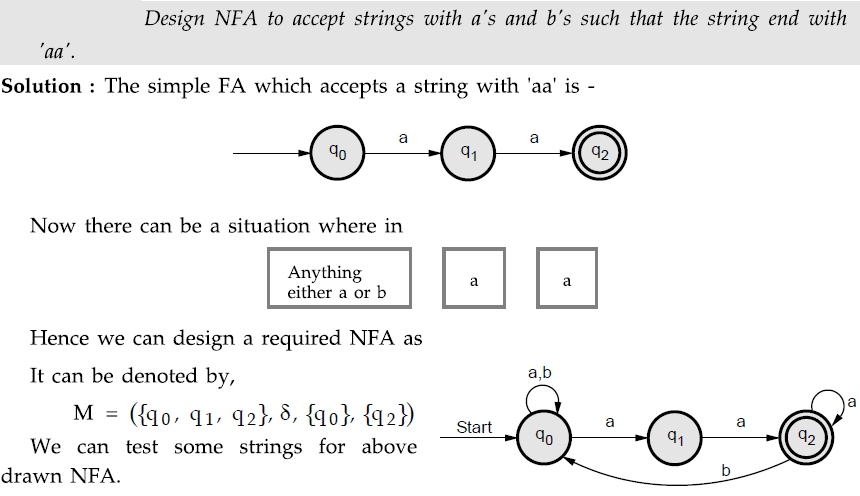 Design NFA to accept strings with a's and b's such that the string end with
'aa'.
Solution : The simple FA which accepts a string with 'aa' is -
q0 a q1 a q2
Now there can be a situation where in
Anything
either a or b
a a
Hence we can design a required NFA as
It can be denoted by,
M = ({q0, q1, q2}, δ, {q0}, {q2})
We can test some strings for above
drawn NFA.
a,b
a
Start q0 a q1 a q2
b